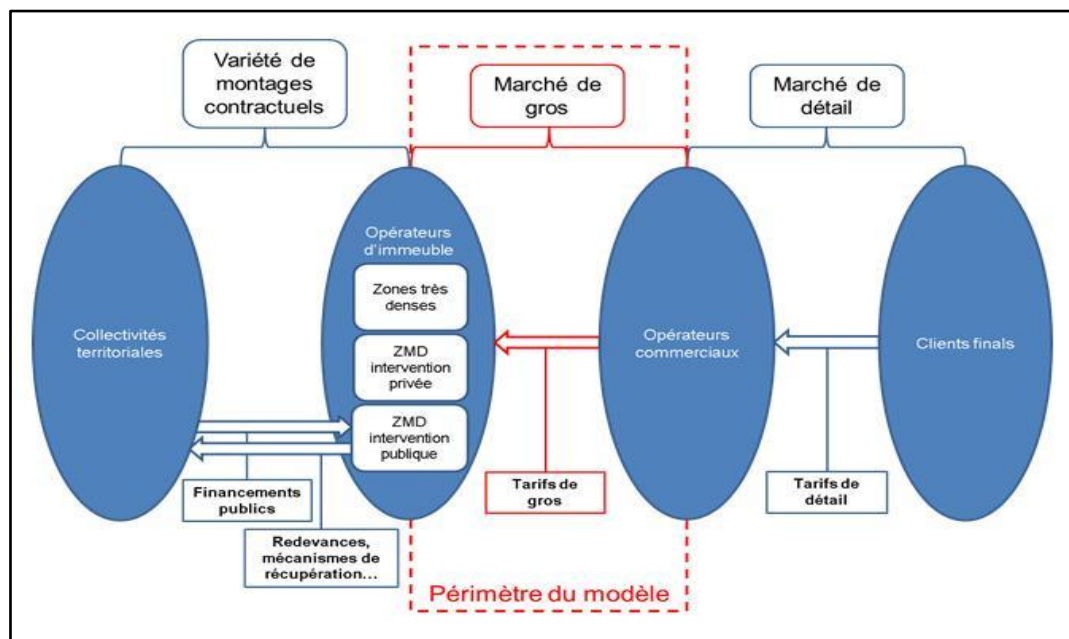 Variété de
montages
contractuels
Marché de
gros
Marché de
détail
Collectivités
territoriales
Opérateurs
d'immeuble
Zones très
denses
ZMD
intervention
privée
ZMD
intervention
publique
Opérateurs
commerciaux
Clients finals
Financements
publics
Redevances,
mécanismes de
récupération...
Tarifs de
gros
Tarifs de
détail
Périmètre du modèle